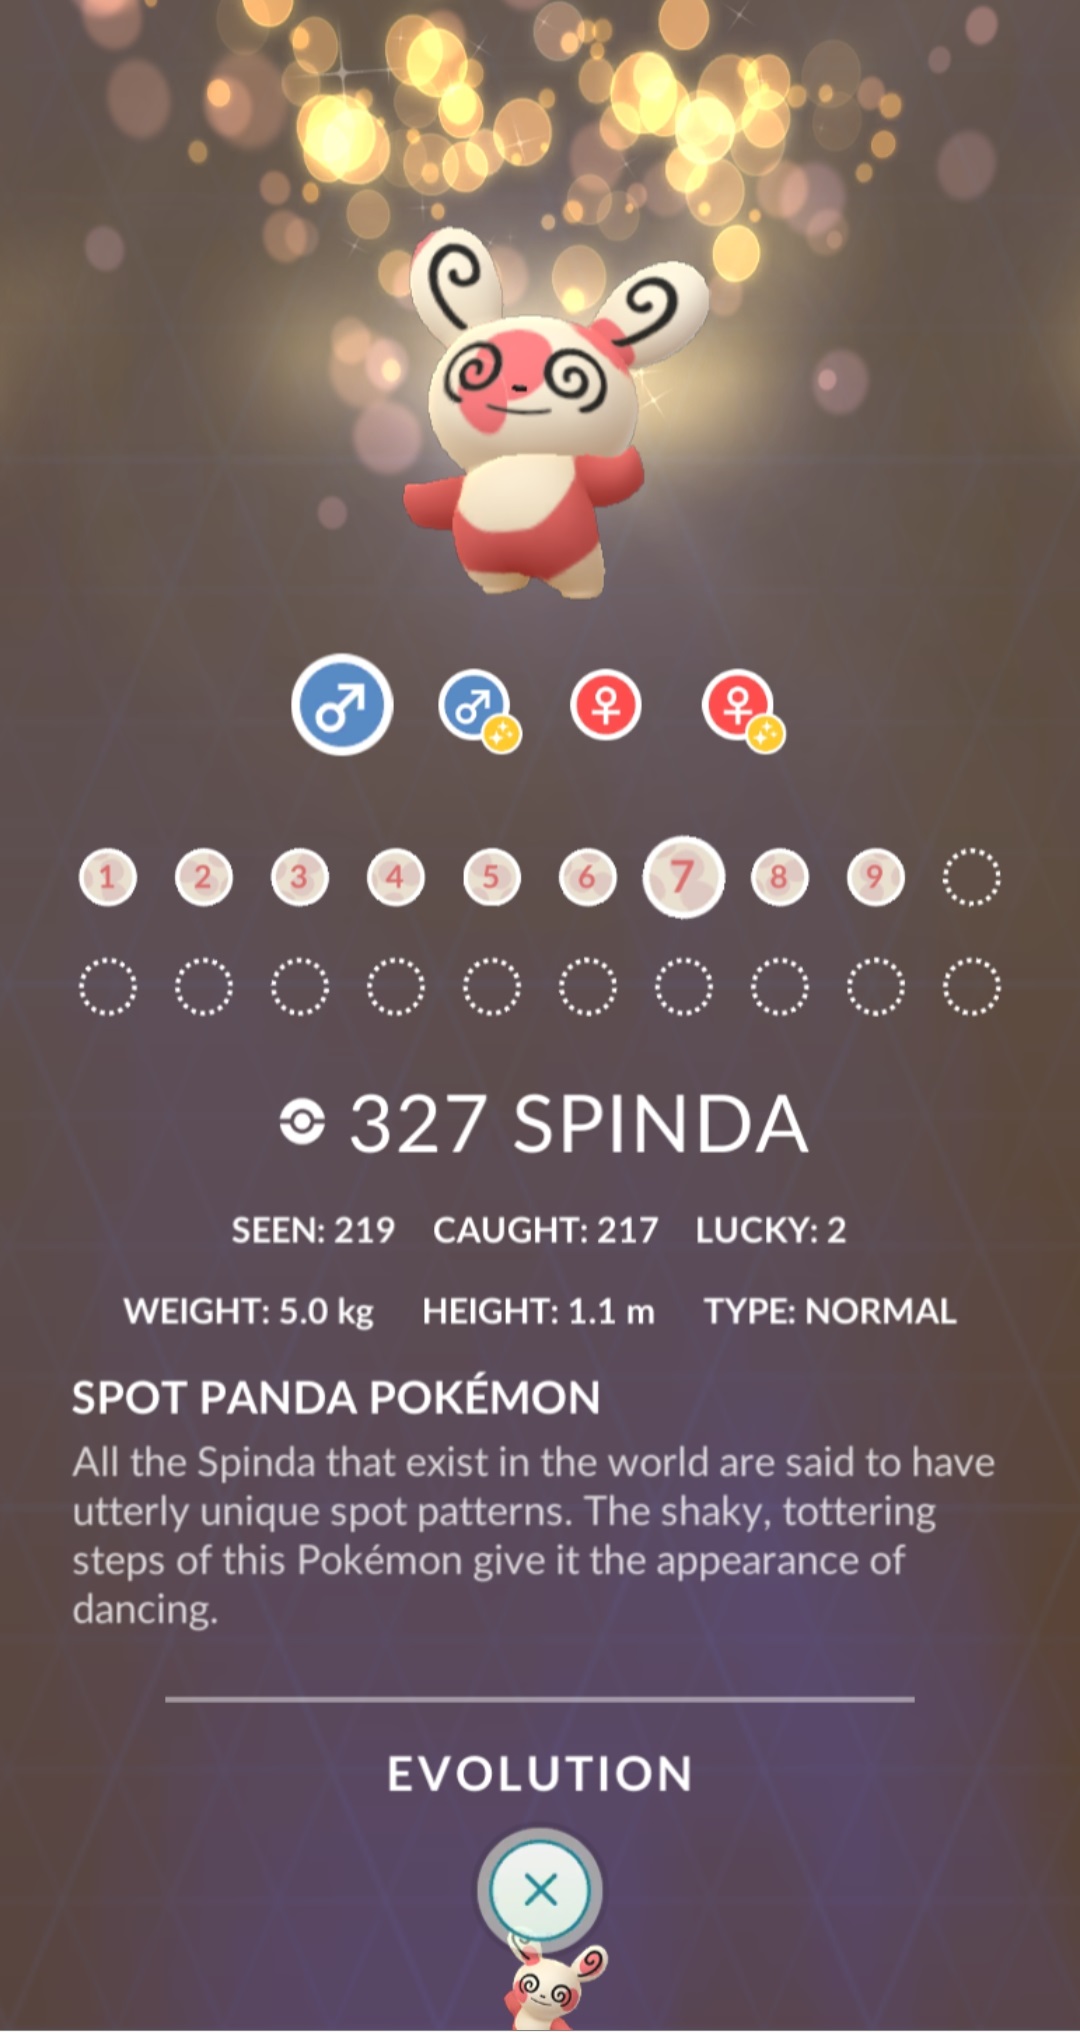 1 2 3 4 5 6 7 8 9
327 SPINDA
SEEN: 219 CAUGHT: 217 LUCKY: 2
WEIGHT: 5.0 kg HEIGHT: 1.1 m TYPE: NORMAL
SPOT PANDA POKÉMON
All the Spinda that exist in the world are said to have
utterly unique spot patterns. The shaky, tottering
steps of this Pokémon give it the appearance of
dancing.
EVOLUTION